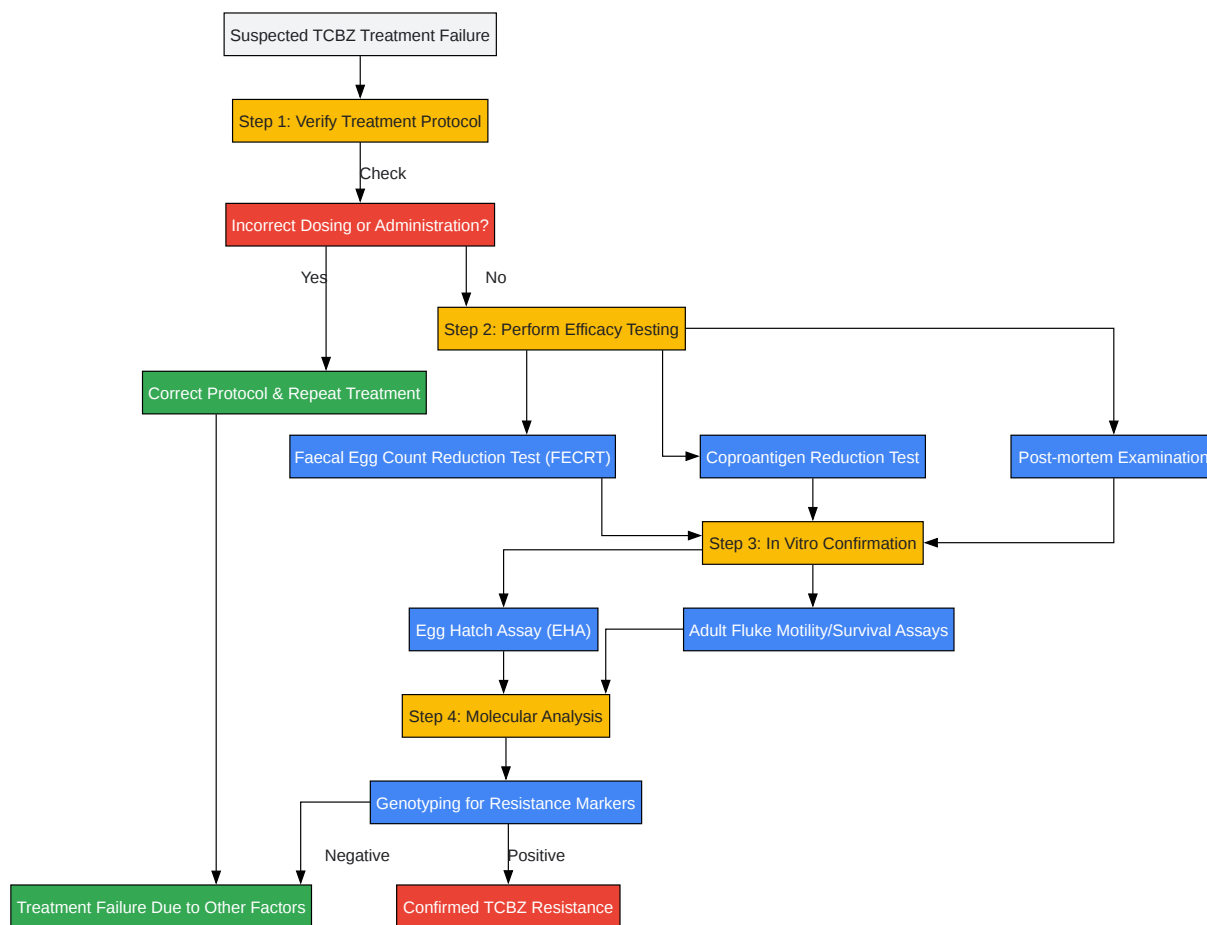 Suspected TCBZ Treatment Failure
Step 1: Verify Treatment Protocol
Check
Incorrect Dosing or Administration?
Yes
No
Step 2: Perform Efficacy Testing
Correct Protocol & Repeat Treatment
Faecal Egg Count Reduction Test (FECRT)
Coproantigen Reduction Test
Post-mortem Examination
Step 3: In Vitro Confirmation
Egg Hatch Assay (EHA)
Adult Fluke Motility/Survival Assays
Step 4: Molecular Analysis
Genotyping for Resistance Markers
Negative
Positive
Treatment Failure Due to Other Factors
Confirmed TCBZ Resistance